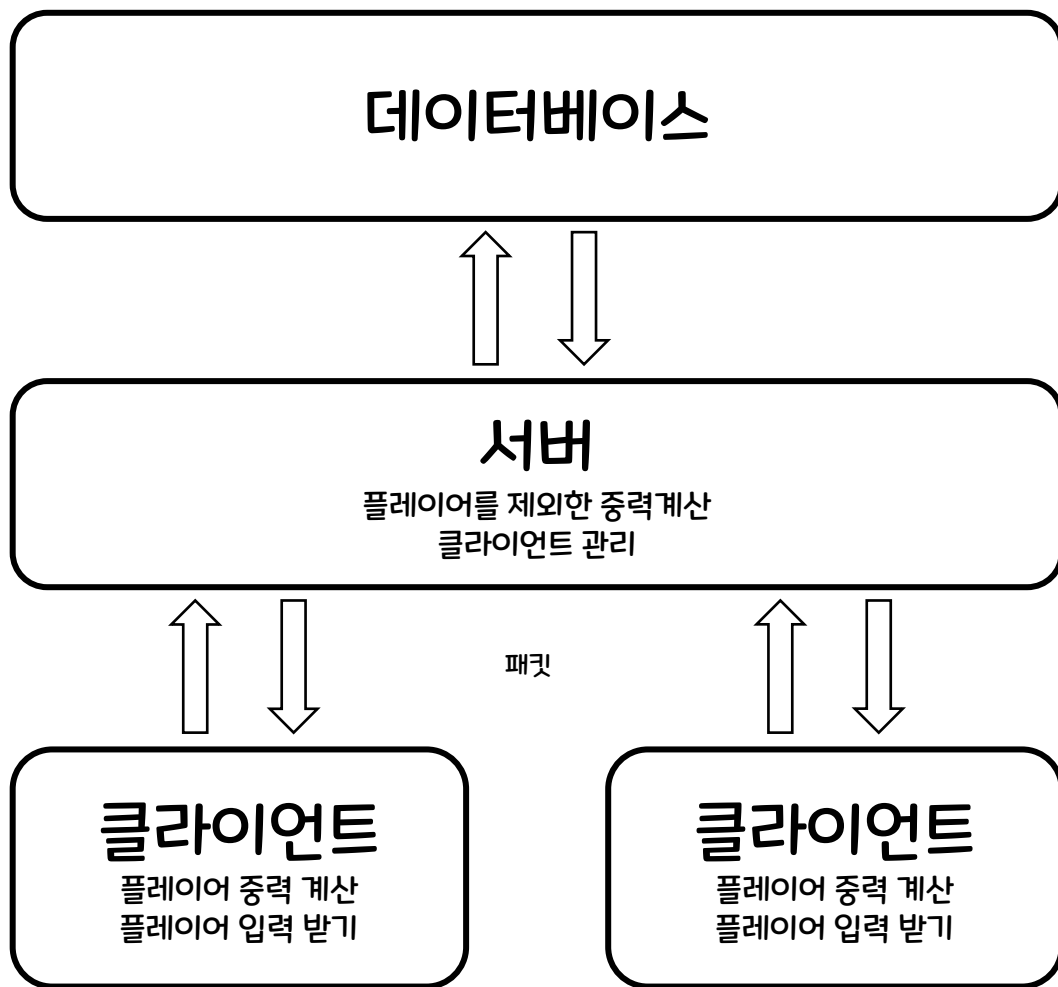 데이터베이스
서버
플레이어를 제외한 중력계산
클라이언트 관리
패킷
클라이언트
플레이어 중력 계산
플레이어 입력 받기
클라이언트
플레이어 중력 계산
플레이어 입력 받기